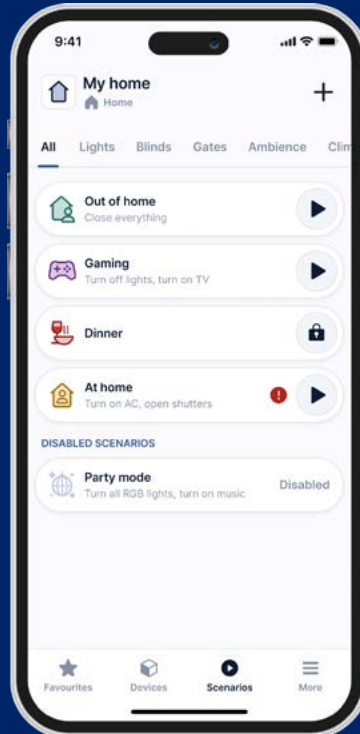 9:41
My home
Home
All Lights Blinds Gates Ambience Clim
Out of home
Close everything
Gaming
Turn off lights, turn on TV
Dinner
At home
Turn on AC, open shutters
DISABLED SCENARIOS
Party mode
Turn all RGB lights, turn on music
Disabled
Favourites Devices Scenarios More